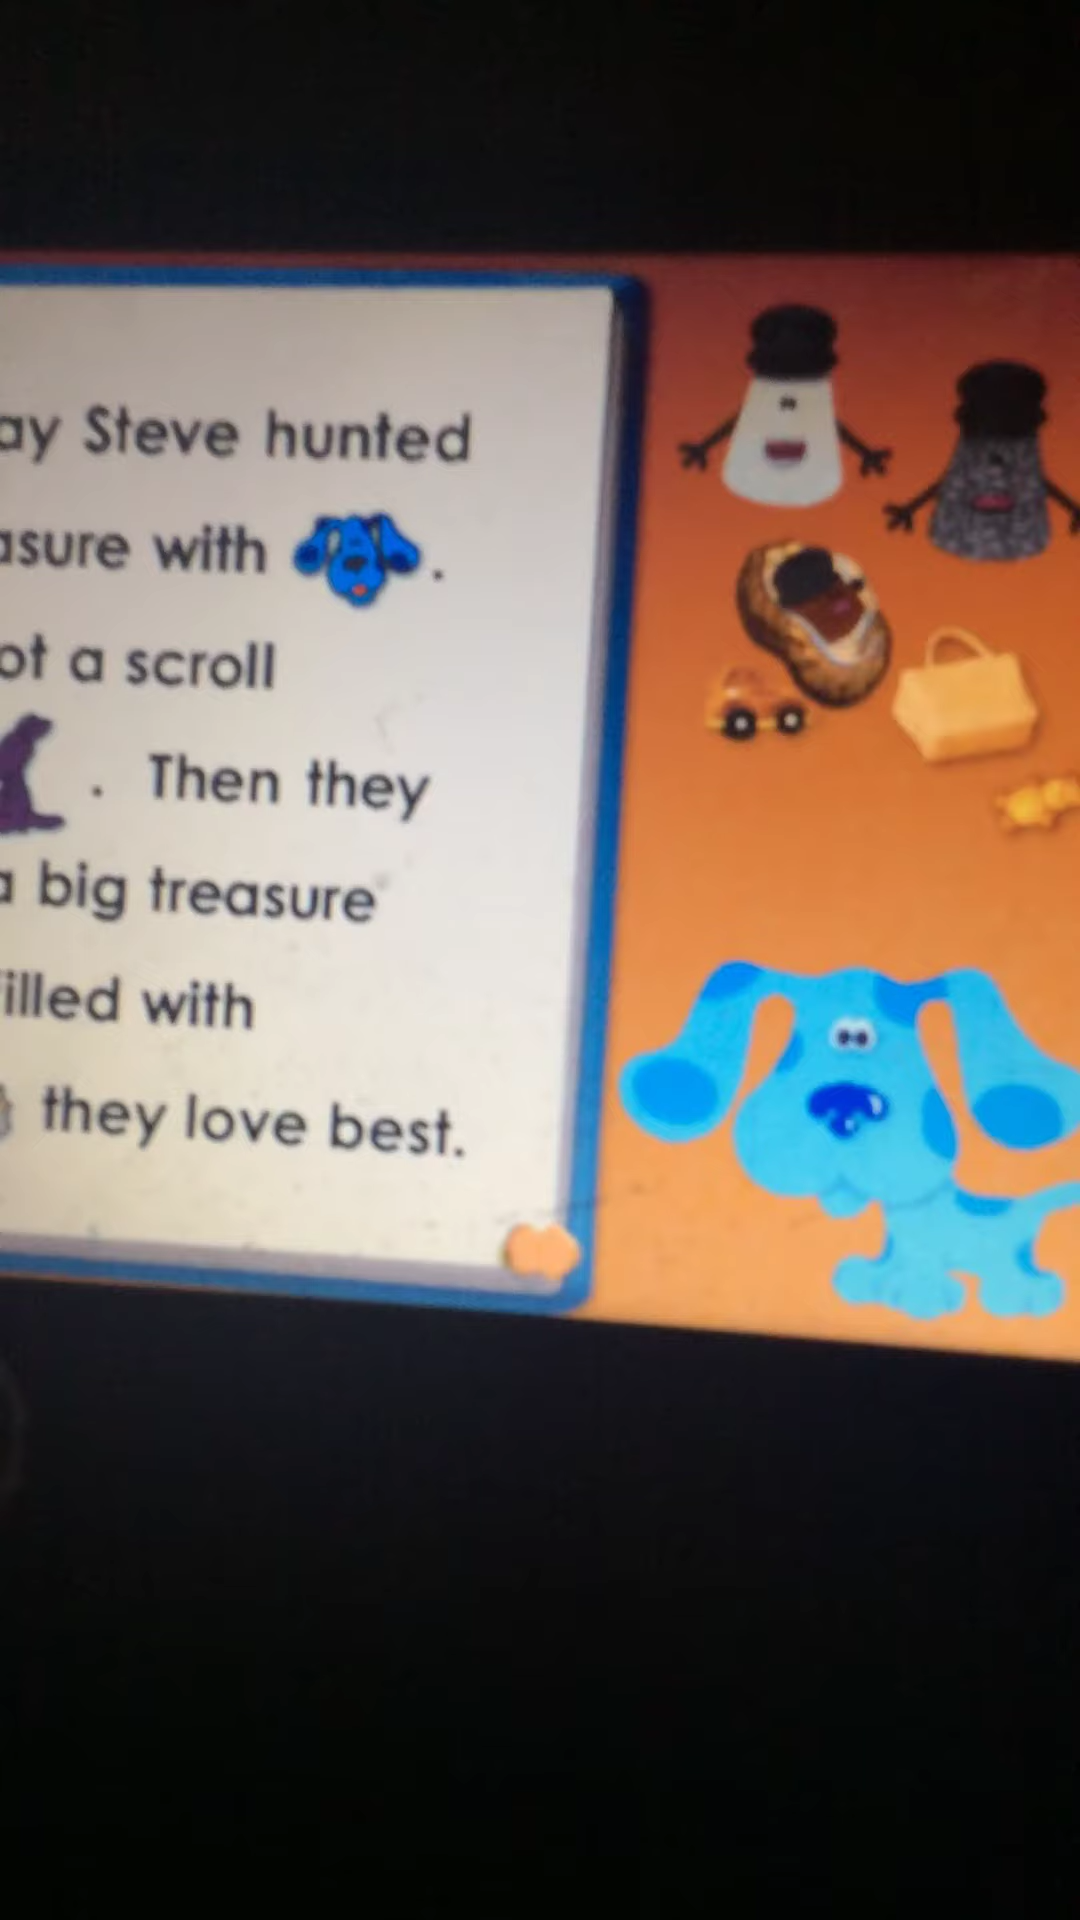 ay Steve hunted
asure with .
ot a scroll
. Then they
a big treasure
illed with
they love best.